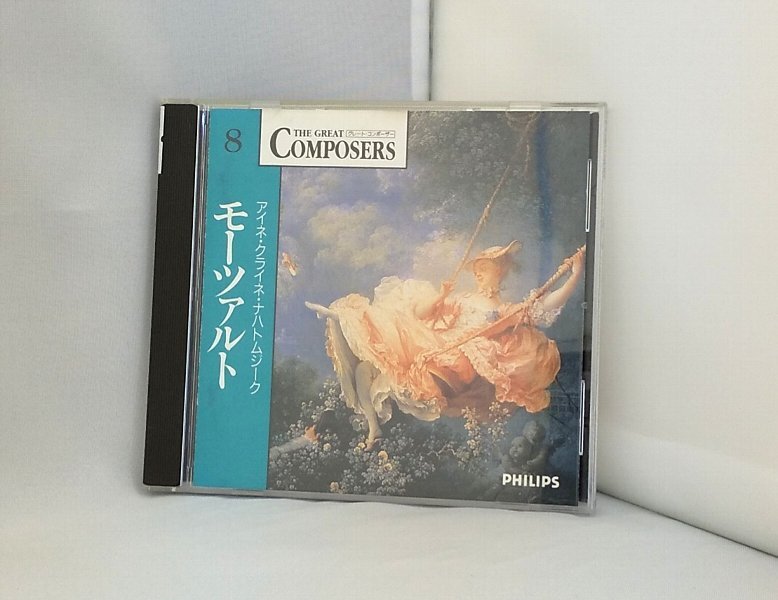 8
THE GREAT
グレート・コンポーザー
COMPOSERS
モーツァルト
アイネ・クライネ・ナハトムジーク
PHILIPS